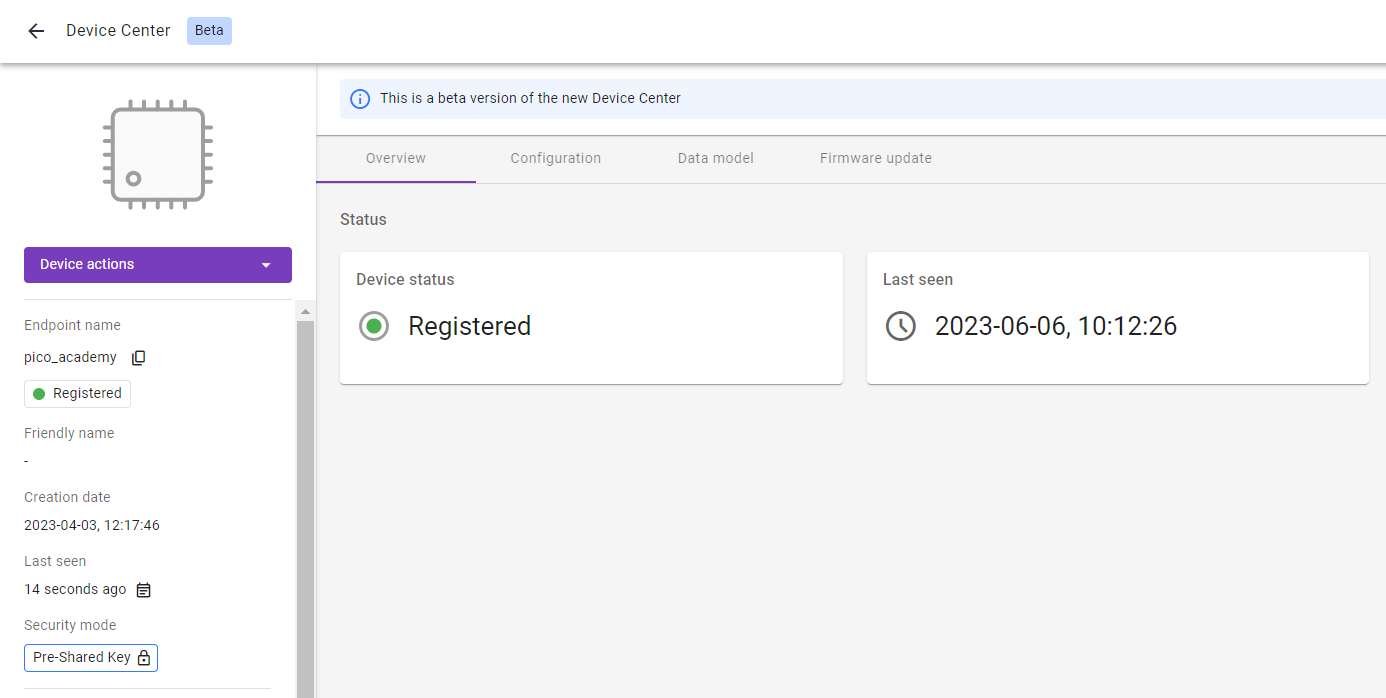 Device Center Beta
This is a beta version of the new Device Center
Overview Configuration Data model Firmware update
Device actions
Endpoint name
pico_academy
Registered
Friendly name
-
Creation date
2023-04-03, 12:17:46
Last seen
14 seconds ago
Security mode
Pre-Shared Key
Status
Device status
Registered
Last seen
2023-06-06, 10:12:26